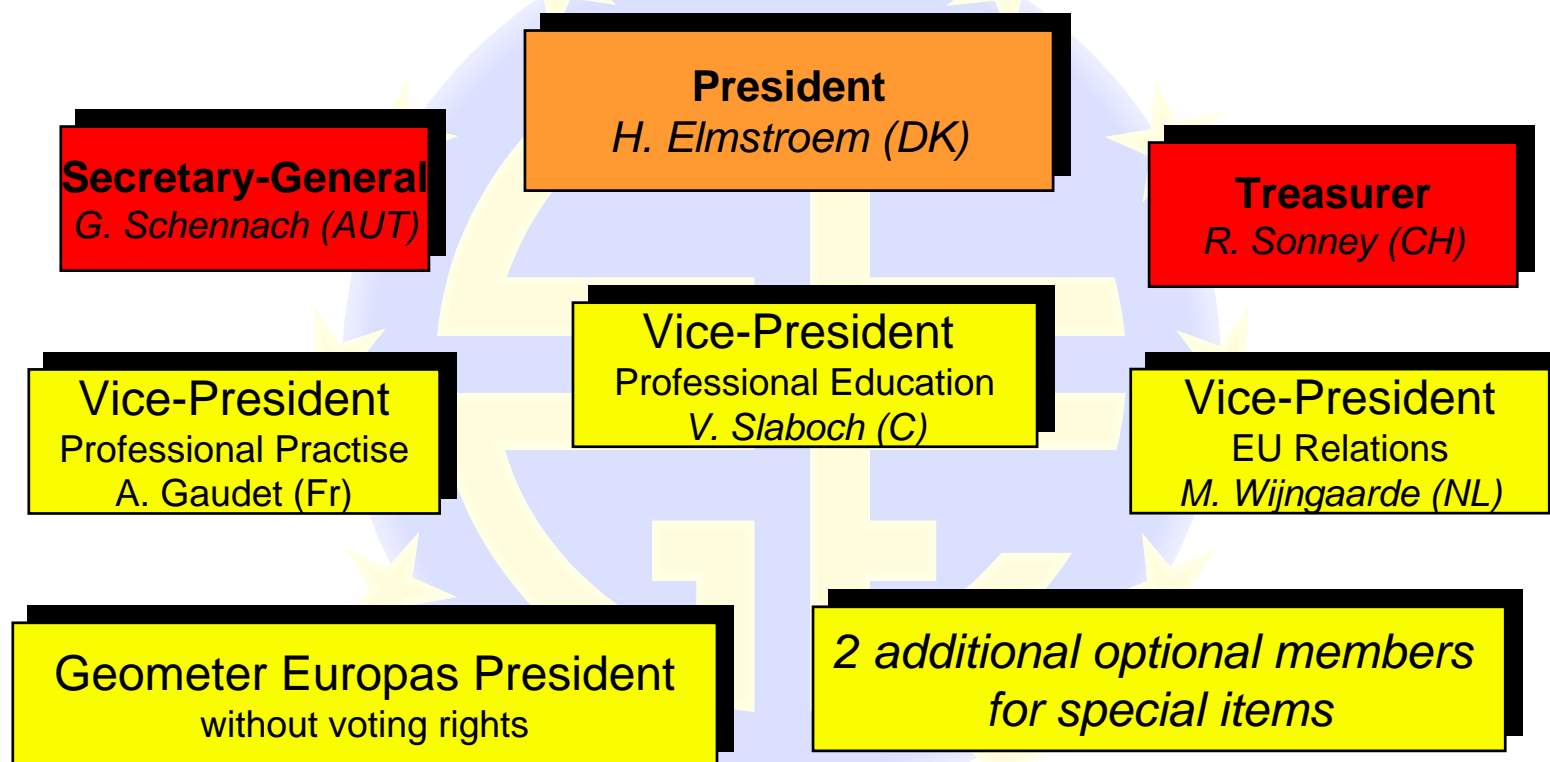 President
H. Elmstroem (DK)
Secretary-General
G. Schennach (AUT)
Treasurer
R. Sonney (CH)
Vice-President
Professional Education
V. Slaboch (C)
Vice-President
Professional Practise
A. Gaudet (Fr)
Vice-President
EU Relations
M. Wijngaarde (NL)
Geometer Europas President
without voting rights
2 additional optional members
for special items